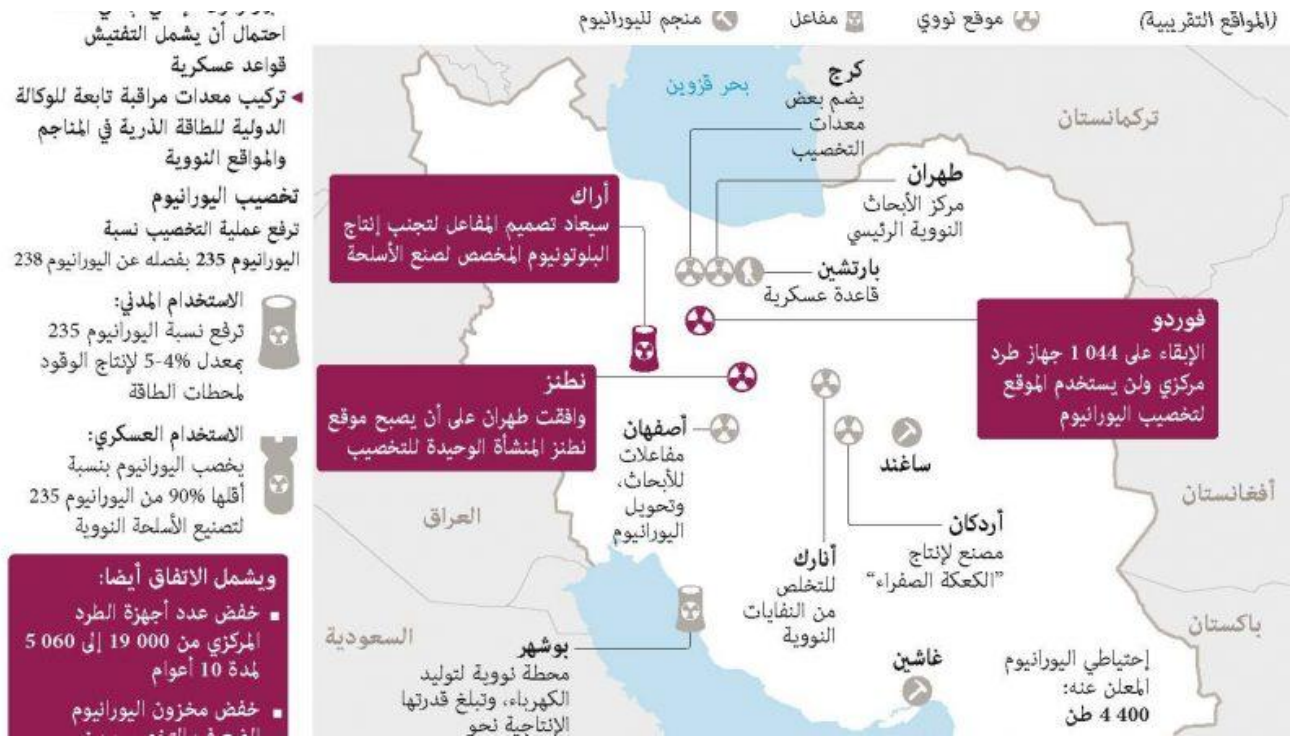 (المواقع التقريبية)
موقع نووي
مفاعل
منجم لليورانيوم
بحر قزوين
تركمانستان
أفغانستان
باكستان
العراق
السعودية
كرج
يضم بعض
معدات
التخصيب
طهران
مركز الأبحاث
النووية الرئيسي
بارتشين
قاعدة عسكرية
فوردو
الإبقاء على 044 1 جهاز طرد
مركزي ولن يستخدم الموقع
لتخصيب اليورانيوم
أراك
سيعاد تصميم المفاعل لتجنب إنتاج
البلوتونيوم المخصص لصنع الأسلحة
نطنز
وافقت طهران على أن يصبح موقع
نطنز المنشأة الوحيدة للتخصيب
أصفهان
مفاعلات
للأبحاث،
وتحويل
اليورانيوم
ساغند
أردكان
مصنع لإنتاج
"الكعكة الصفراء"
أنارك
للتخلص
من النفايات
النووية
بوشهر
محطة نووية لتوليد
الكهرباء، وتبلغ قدرتها
الإنتاجية نحو
غاشين
إحتياطي اليورانيوم
المعلن عنه:
400 4 طن
احتمال أن يشمل التفتيش
قواعد عسكرية
تركيب معدات مراقبة تابعة للوكالة
الدولية للطاقة الذرية في المناجم
والمواقع النووية
تخصيب اليورانيوم
ترفع عملية التخصيب نسبة
اليورانيوم 235 بفصله عن اليورانيوم 238
الاستخدام المدني:
ترفع نسبة اليورانيوم 235
بمعدل 4%-5 لإنتاج الوقود
لمحطات الطاقة
الاستخدام العسكري:
يخصب اليورانيوم بنسبة
أقلها 90% من اليورانيوم 235
لتصنيع الأسلحة النووية
ويشمل الاتفاق أيضا:
▪ خفض عدد أجهزة الطرد
المركزي من 000 19 إلى 060 5
لمدة 10 أعوام
▪ خفض مخزون اليورانيوم